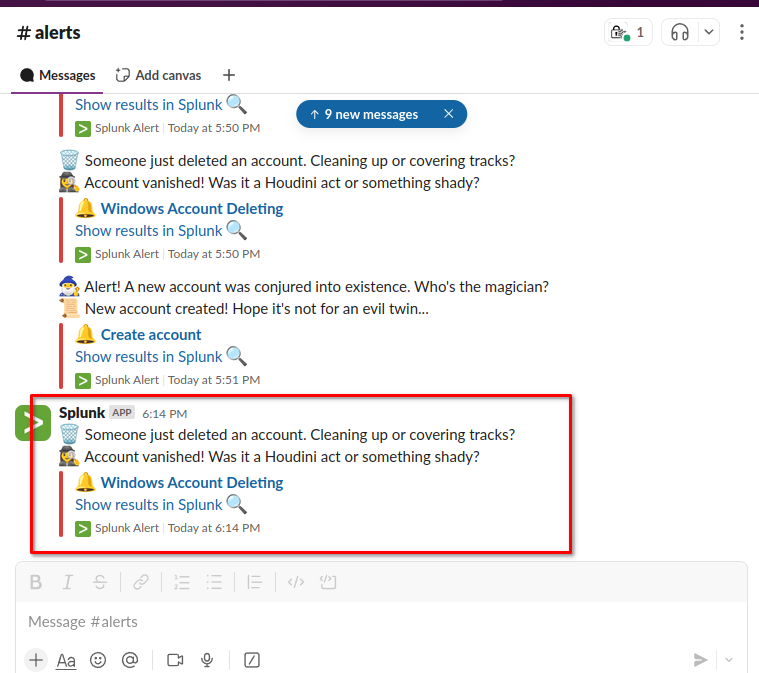 # alerts
1
Messages
Add canvas
Show results in Splunk
↑ 9 new messages
Splunk Alert | Today at 5:50 PM
Someone just deleted an account. Cleaning up or covering tracks?
Account vanished! Was it a Houdini act or something shady?
Windows Account Deleting
Show results in Splunk
Splunk Alert | Today at 5:50 PM
Alert! A new account was conjured into existence. Who's the magician?
New account created! Hope it's not for an evil twin...
Create account
Show results in Splunk
Splunk Alert | Today at 5:51 PM
Splunk APP 6:14 PM
Someone just deleted an account. Cleaning up or covering tracks?
Account vanished! Was it a Houdini act or something shady?
Windows Account Deleting
Show results in Splunk
Splunk Alert | Today at 6:14 PM
B I S
Message #alerts
Aa